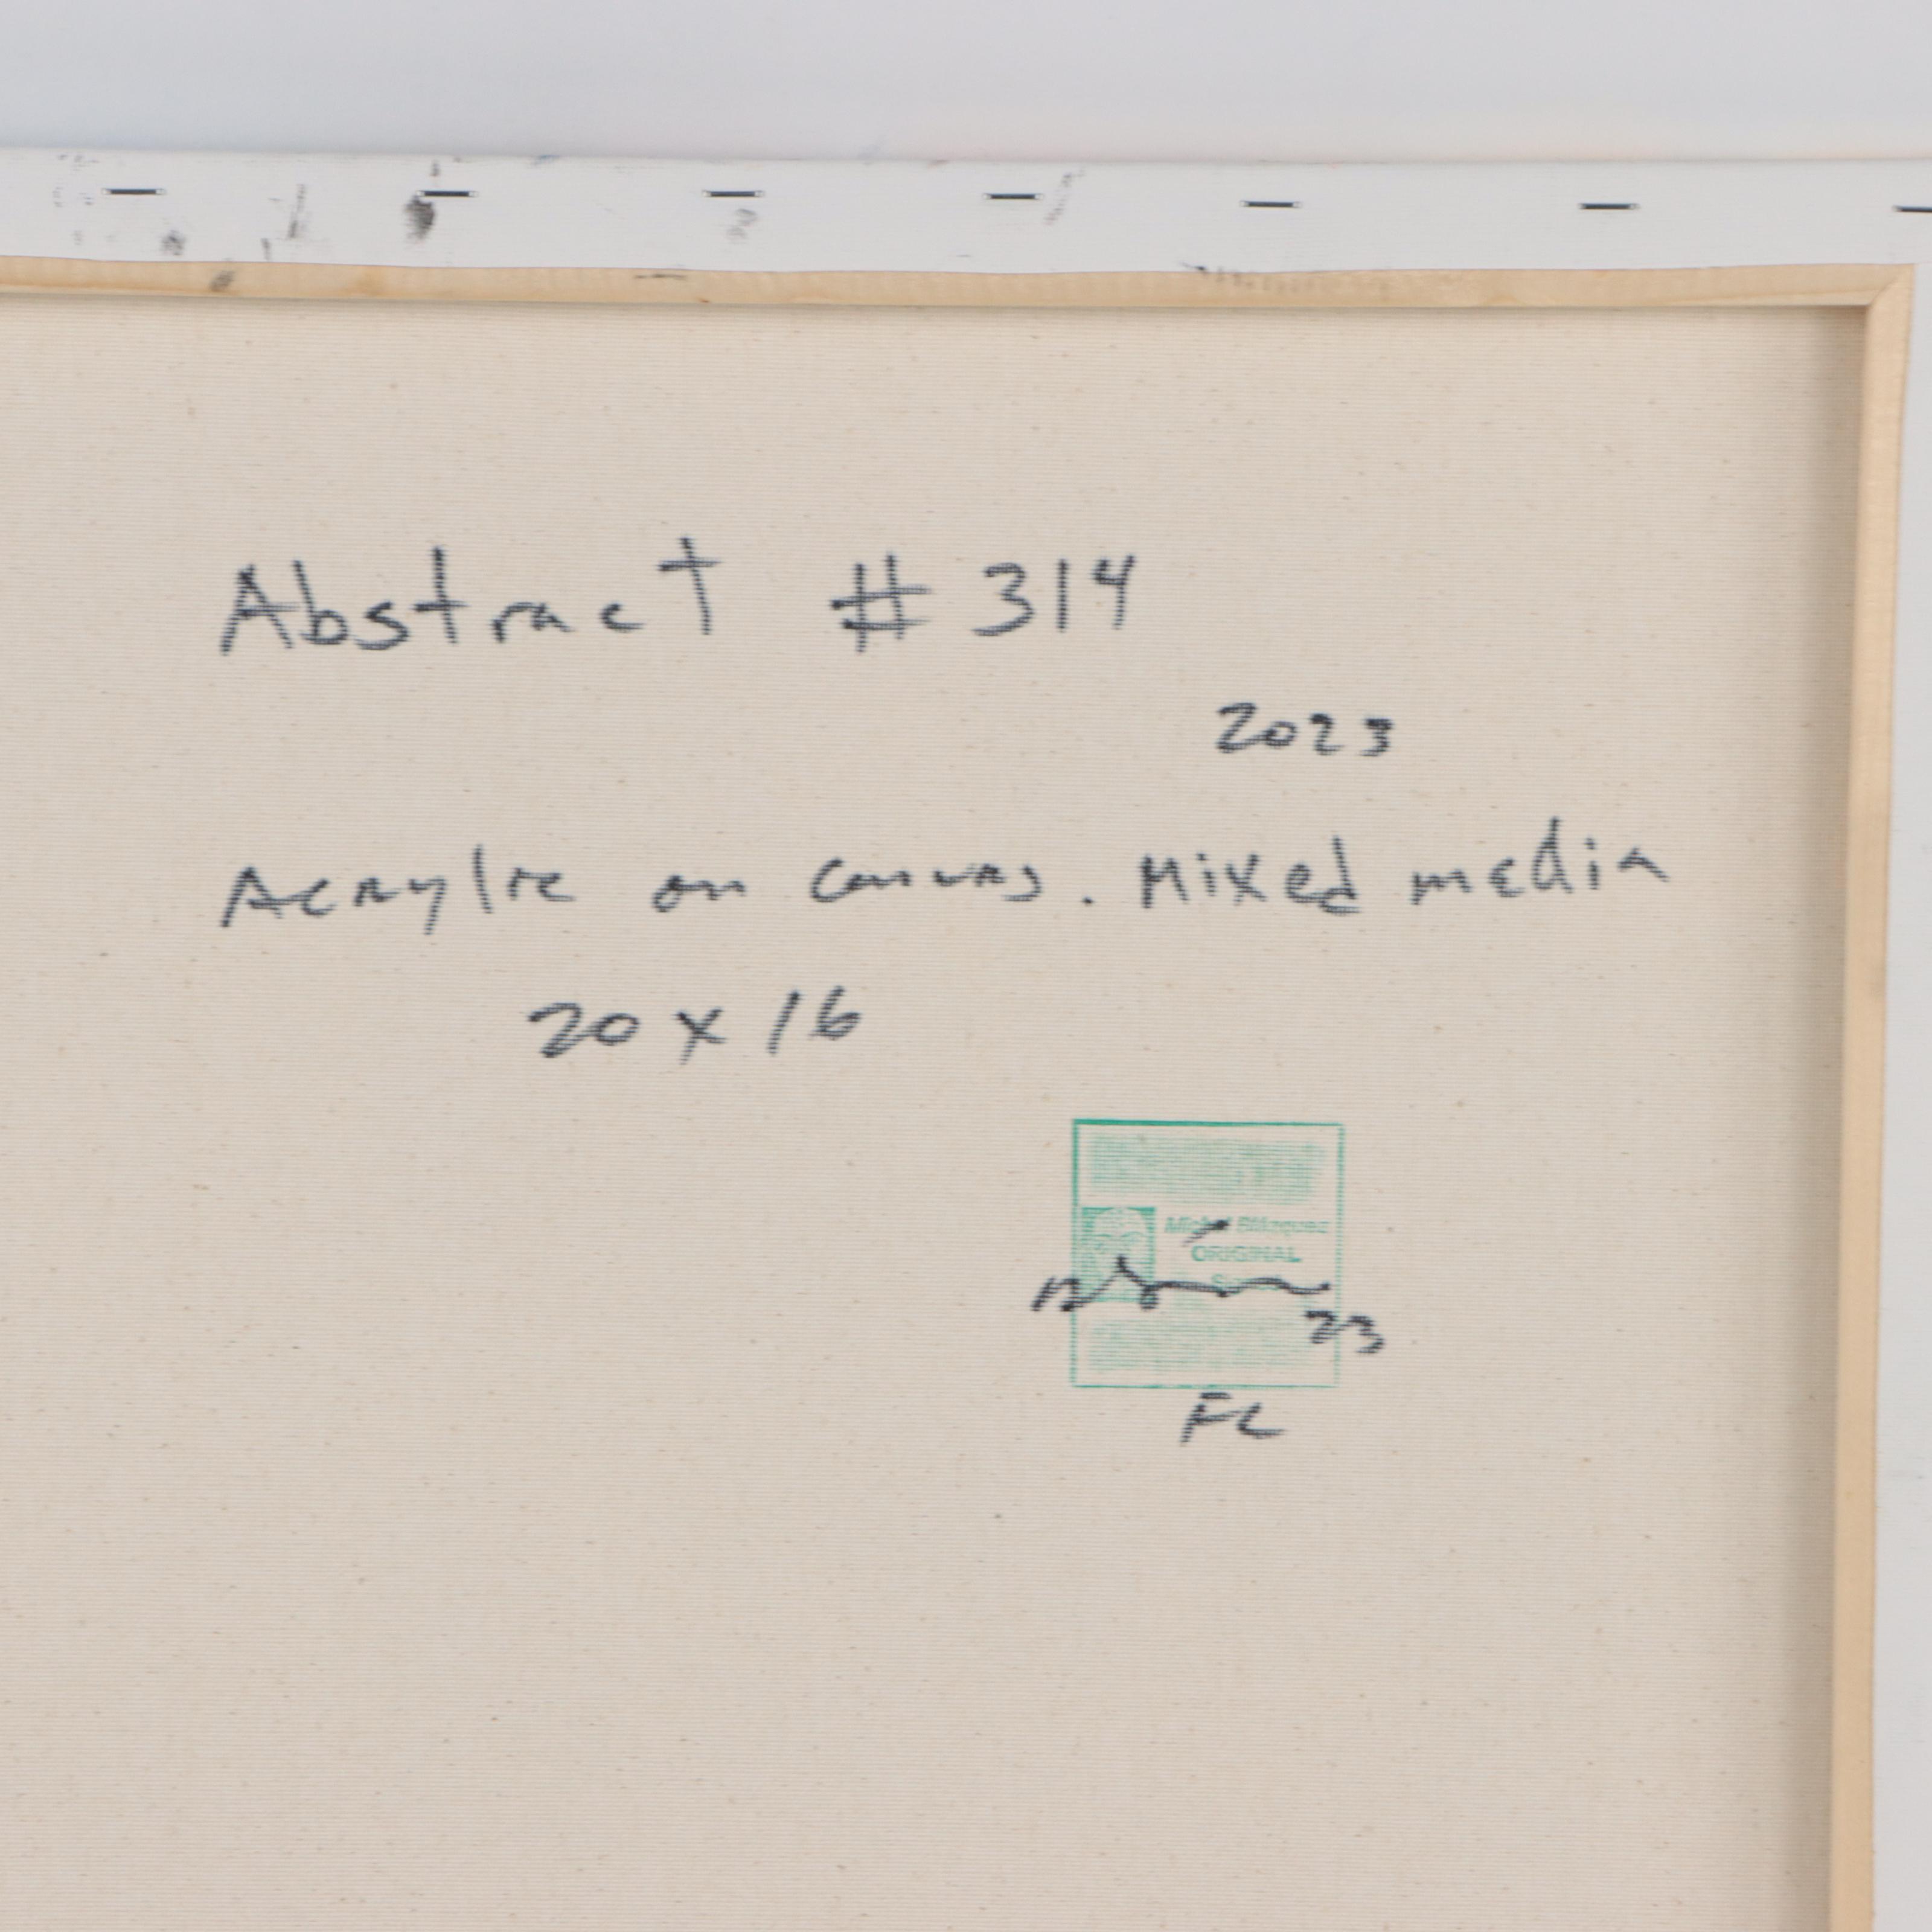 Abstract # 314
2023
Acrylic on canvas. Mixed media
20 x 16
ORIGINAL
23
FL